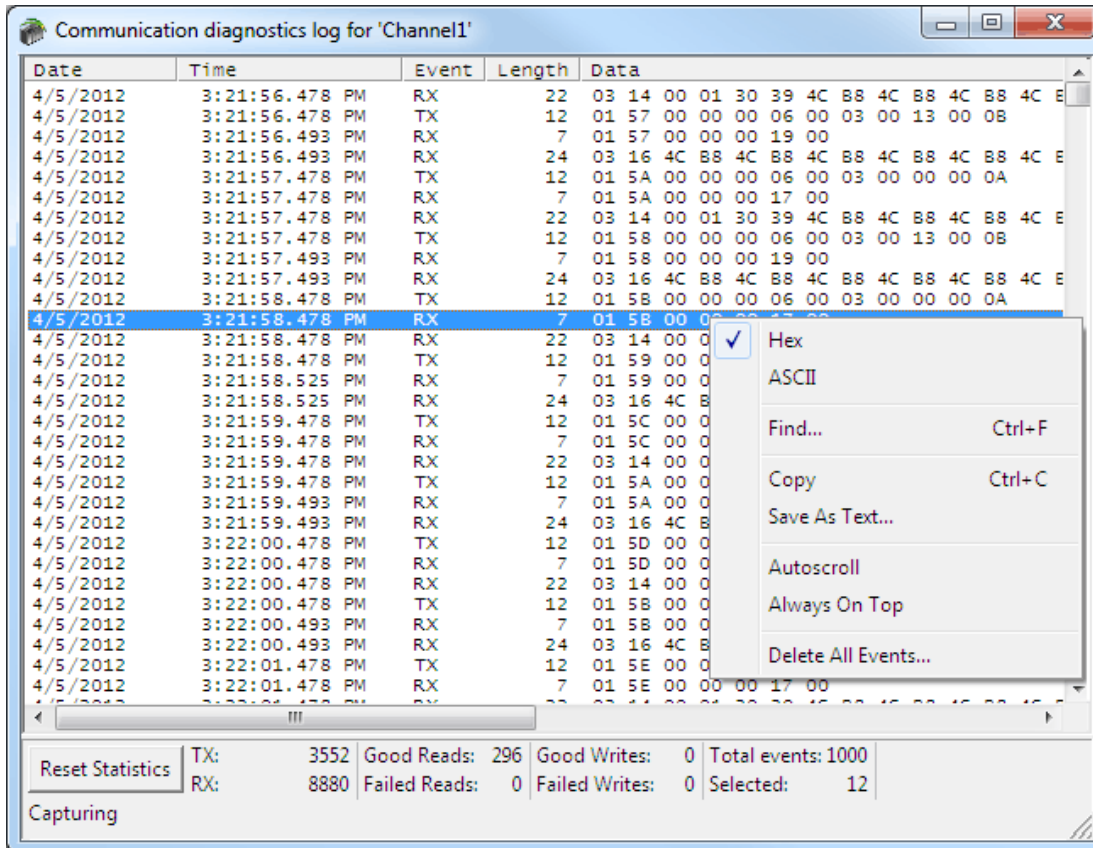 Communication diagnostics log for 'Channel1'
Date Time Event Length Data
4/5/2012 3:21:56.478 PM RX 22 03 14 00 01 30 39 4C B8 4C B8 4C B8 4C
4/5/2012 3:21:56.478 PM TX 12 01 57 00 00 00 06 00 03 00 13 00 0B
4/5/2012 3:21:56.493 PM RX 7 01 57 00 00 00 19 00
4/5/2012 3:21:56.493 PM RX 24 03 16 4C B8 4C B8 4C B8 4C B8 4C B8 4C
4/5/2012 3:21:57.478 PM TX 12 01 5A 00 00 00 06 00 03 00 00 00 0A
4/5/2012 3:21:57.478 PM RX 7 01 5A 00 00 00 17 00
4/5/2012 3:21:57.478 PM RX 22 03 14 00 01 30 39 4C B8 4C B8 4C B8 4C
4/5/2012 3:21:57.478 PM TX 12 01 58 00 00 00 06 00 03 00 13 00 0B
4/5/2012 3:21:57.493 PM RX 7 01 58 00 00 00 19 00
4/5/2012 3:21:57.493 PM RX 24 03 16 4C B8 4C B8 4C B8 4C B8 4C B8 4C
4/5/2012 3:21:58.478 PM TX 12 01 5B 00 00 00 06 00 03 00 00 00 0A
4/5/2012 3:21:58.478 PM RX 7 01 5B 00 00 00 17 00
4/5/2012 3:21:58.478 PM RX 22 03 14 00
4/5/2012 3:21:58.478 PM TX 12 01 59 00
4/5/2012 3:21:58.525 PM RX 7 01 59 00
4/5/2012 3:21:58.525 PM RX 24 03 16 4C
4/5/2012 3:21:59.478 PM TX 12 01 5C 00
4/5/2012 3:21:59.478 PM RX 7 01 5C 00
4/5/2012 3:21:59.478 PM RX 22 03 14 00
4/5/2012 3:21:59.478 PM TX 12 01 5A 00
4/5/2012 3:21:59.493 PM RX 7 01 5A 00
4/5/2012 3:21:59.493 PM RX 24 03 16 4C
4/5/2012 3:22:00.478 PM TX 12 01 5D 00
4/5/2012 3:22:00.478 PM RX 7 01 5D 00
4/5/2012 3:22:00.478 PM RX 22 03 14 00
4/5/2012 3:22:00.478 PM TX 12 01 5B 00
4/5/2012 3:22:00.493 PM RX 7 01 5B 00
4/5/2012 3:22:00.493 PM RX 24 03 16 4C
4/5/2012 3:22:01.478 PM TX 12 01 5E 00
4/5/2012 3:22:01.478 PM RX 7 01 5E 00 00 00 17 00
Hex
ASCII
Find... Ctrl+F
Copy Ctrl+C
Save As Text...
Autoscroll
Always On Top
Delete All Events...
Reset Statistics
TX: 3552 Good Reads: 296 Good Writes: 0 Total events: 1000
RX: 8880 Failed Reads: 0 Failed Writes: 0 Selected: 12
Capturing